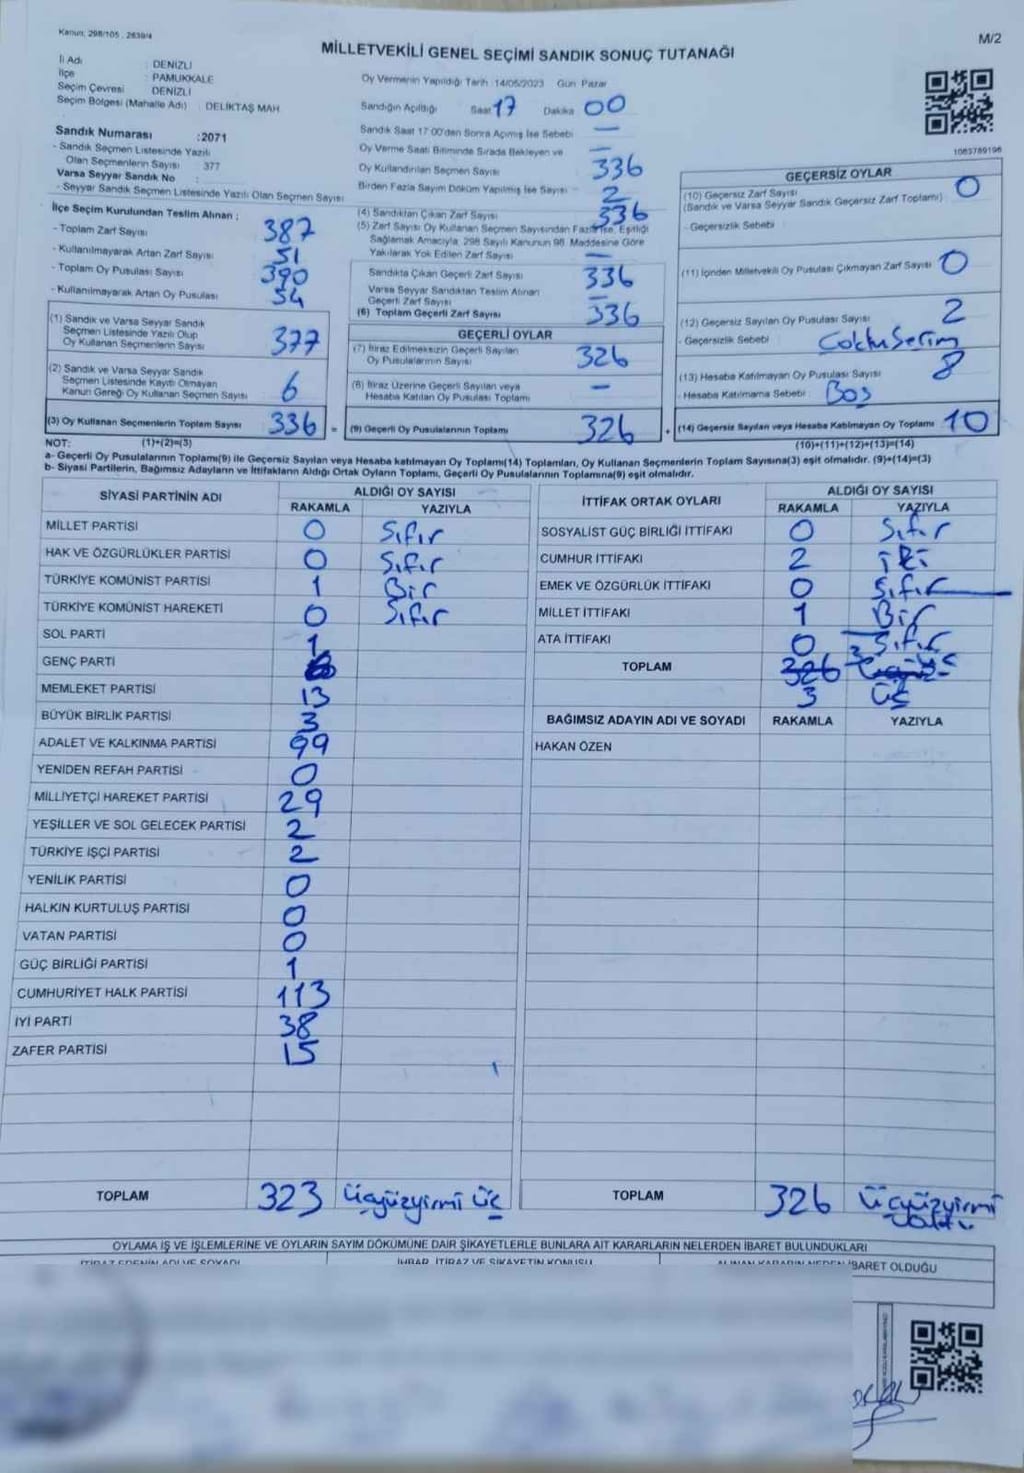 Kanun, 298/105 , 2839/4
M/2
MİLLETVEKİLİ GENEL SEÇİMİ SANDIK SONUÇ TUTANAĞI
İl Adı : DENİZLİ
İlçe : PAMUKKALE
Seçim Çevresi : DENİZLİ
Seçim Bölgesi (Mahalle Adı) : DELİKTAŞ MAH
Sandık Numarası :2071
- Sandık Seçmen Listesinde Yazılı
Olan Seçmenlerin Sayısı : 377
Varsa Seyyar Sandık No :
- Seyyar Sandık Seçmen Listesinde Yazılı Olan Seçmen Sayısı
Oy Vermenin Yapıldığı Tarih :14/05/2023 Gün Pazar
Sandığın Açıldığı Saat 17 Dakika 00
Sandık Saat 17:00'dan Sonra Açımış İse Sebebi —
Oy Verme Saati Bitiminde Sırada Bekleyen ve —
Oy Kullandırılan Seçmen Sayısı 336
Birden Fazla Sayım Döküm Yapılmış İse Sayısı 2
1063789196
İlçe Seçim Kurulundan Teslim Alınan :
- Toplam Zarf Sayısı 387
- Kullanılmayarak Artan Zarf Sayısı 51
- Toplam Oy Pusulası Sayısı 390
- Kullanılmayarak Artan Oy Pusulası 54
(1) Sandık ve Varsa Seyyar Sandık
Seçmen Listesinde Yazılı Olup
Oy Kullanan Seçmenlerin Sayısı 377
(2) Sandık ve Varsa Seyyar Sandık
Seçmen Listesinde Kayıtlı Olmayan
Kanun Gereği Oy Kullanan Seçmen Sayısı 6
(3) Oy Kullanan Seçmenlerin Toplam Sayısı 336 =
(4) Sandıktan Çıkan Zarf Sayısı 336
(5) Zarf Sayısı Oy Kullanan Seçmen Sayısından Fazla İse, Eşitliği
Sağlamak Amacıyla, 298 Sayılı Kanunun 98. Maddesine Göre
Yakılarak Yok Edilen Zarf Sayısı —
Sandıkta Çıkan Geçerli Zarf Sayısı 336
Varsa Seyyar Sandıktan Teslim Alınan
Geçerli Zarf Sayısı —
(6) Toplam Geçerli Zarf Sayısı 336
GEÇERLİ OYLAR
(7) İtiraz Edilmeksizin Geçerli Sayılan
Oy Pusulalarının Sayısı 326
(8) İtiraz Üzerine Geçerli Sayılan veya
Hesaba Katılan Oy Pusulası Toplamı —
(9) Geçerli Oy Pusulalarının Toplamı 326 +
GEÇERSİZ OYLAR
(10) Geçersiz Zarf Sayısı 0
(Sandık ve Varsa Seyyar Sandık Geçersiz Zarf Toplamı)
- Geçersizlik Sebebi
(11) İçinden Milletvekili Oy Pusulası Çıkmayan Zarf Sayısı 0
(12) Geçersiz Sayılan Oy Pusulası Sayısı 2
- Geçersizlik Sebebi
(13) Hesaba Katılmayan Oy Pusulası Sayısı 8
- Hesaba Katılmama Sebebi : Boş
(14) Geçersiz Sayılan veya Hesaba Katılmayan Oy Toplamı 10
NOT: (1)+(2)=(3)
(10)+(11)+(12)+(13)=(14)
a- Geçerli Oy Pusulalarının Toplamı(9) ile Geçersiz Sayılan veya Hesaba katılmayan Oy Toplamı(14) Toplamları, Oy Kullanan Seçmenlerin Toplam Sayısına(3) eşit olmalıdır. (9)+(14)=(3)
b- Siyasi Partilerin, Bağımsız Adayların ve İttifakların Aldığı Ortak Oyların Toplamı, Geçerli Oy Pusulalarının Toplamına(9) eşit olmalıdır.
SİYASİ PARTİNİN ADI ALDIĞI OY SAYISI
RAKAMLA YAZIYLA
MİLLET PARTİSİ 0 Sıfır
HAK VE ÖZGÜRLÜKLER PARTİSİ 0 Sıfır
TÜRKİYE KOMÜNİST PARTİSİ 1 Bir
TÜRKİYE KOMÜNİST HAREKETİ 0 Sıfır
SOL PARTİ 1
GENÇ PARTİ
MEMLEKET PARTİSİ 13
BÜYÜK BİRLİK PARTİSİ 3
ADALET VE KALKINMA PARTİSİ 99
YENİDEN REFAH PARTİSİ 0
MİLLİYETÇİ HAREKET PARTİSİ 29
YEŞİLLER VE SOL GELECEK PARTİSİ 2
TÜRKİYE İŞÇİ PARTİSİ 2
YENİLİK PARTİSİ 0
HALKIN KURTULUŞ PARTİSİ 0
VATAN PARTİSİ 0
GÜÇ BİRLİĞİ PARTİSİ 1
CUMHURİYET HALK PARTİSİ 113
İYİ PARTİ 38
ZAFER PARTİSİ 15
TOPLAM 323 üçyüzyirmi üç
İTTİFAK ORTAK OYLARI ALDIĞI OY SAYISI
RAKAMLA YAZIYLA
SOSYALİST GÜÇ BİRLİĞİ İTTİFAKI 0 Sıfır
CUMHUR İTTİFAKI 2 iki
EMEK VE ÖZGÜRLÜK İTTİFAKI 0 Sıfır
MİLLET İTTİFAKI 1 Bir
ATA İTTİFAKI 0 Sıfır
TOPLAM 326
3 üç
BAĞIMSIZ ADAYIN ADI VE SOYADI RAKAMLA YAZIYLA
HAKAN ÖZEN
TOPLAM 326 üçyüzyirmi
OYLAMA İŞ VE İŞLEMLERİNE VE OYLARIN SAYIM DÖKÜMÜNE DAİR ŞİKAYETLERLE BUNLARA AİT KARARLARIN NELERDEN İBARET BULUNDUKLARI
İTİRAZ EDENİN ADI VE SOYADI İHBAR, İTİRAZ VE ŞİKAYETİN KONUSU ALINAN KARARIN NEDEN İBARET OLDUĞU